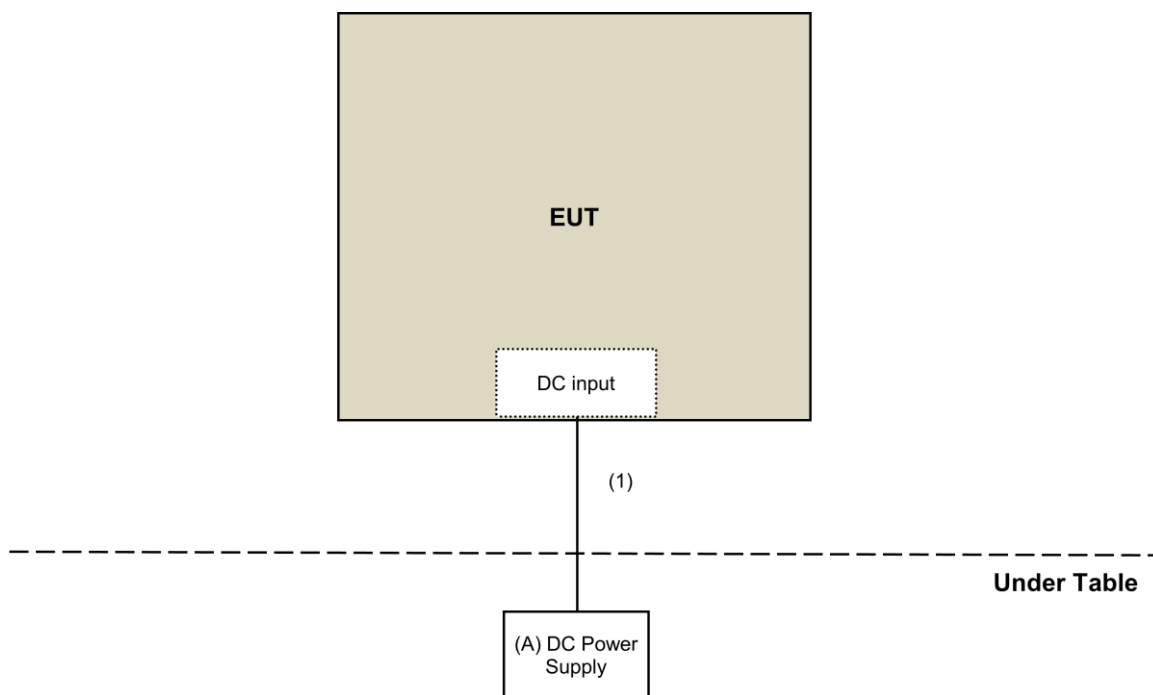 EUT
DC input
(1)
Under Table
(A) DC Power
Supply